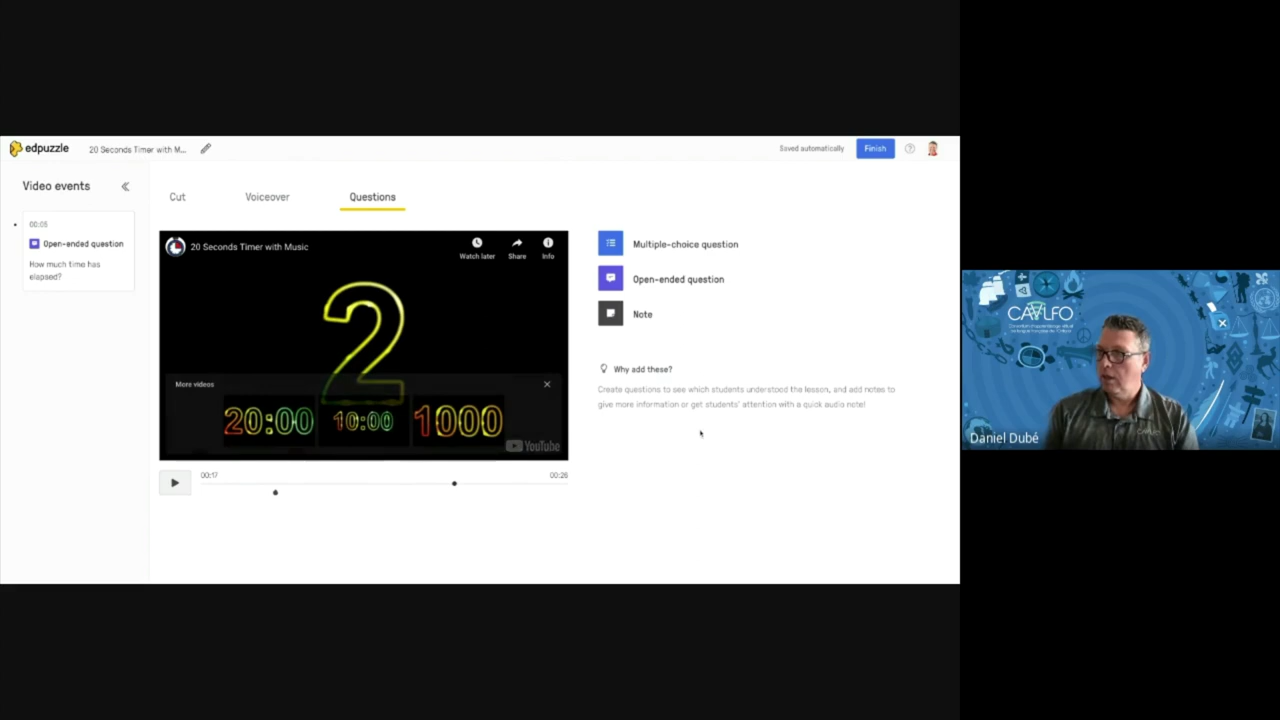 edpuzzle
20 Seconds Timer with M...
Saved automatically
Finish
Video events
Cut
Voiceover
Questions
00:05
Open-ended question
How much time has
elapsed?
20 Seconds Timer with Music
Watch later
Share
Info
2
More videos
20:00
10:00
1000
YouTube
00:17
00:26
Multiple-choice question
Open-ended question
Note
Why add these?
Create questions to see which students understood the lesson, and add notes to
give more information or get students' attention with a quick audio note!
CAVLFO
Daniel Dubé